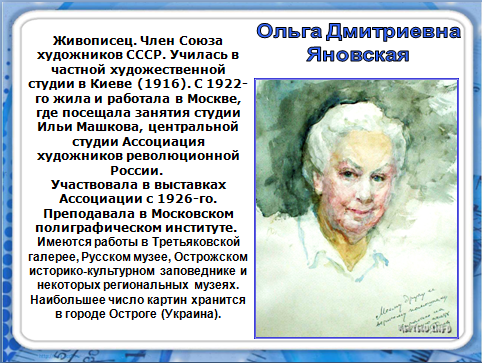 Ольга Дмитриевна
Яновская
Живописец. Член Союза
художников СССР. Училась в
частной художественной
студии в Киеве (1916). С 1922-
го жила и работала в Москве,
где посещала занятия студии
Ильи Машкова, центральной
студии Ассоциация
художников революционной
России.
Участвовала в выставках
Ассоциации с 1926-го.
Преподавала в Московском
полиграфическом институте.
Имеются работы в Третьяковской
галерее, Русском музее, Острожском
историко-культурном заповеднике и
некоторых региональных музеях.
Наибольшее число картин хранится
в городе Остроге (Украина).
Моему другу